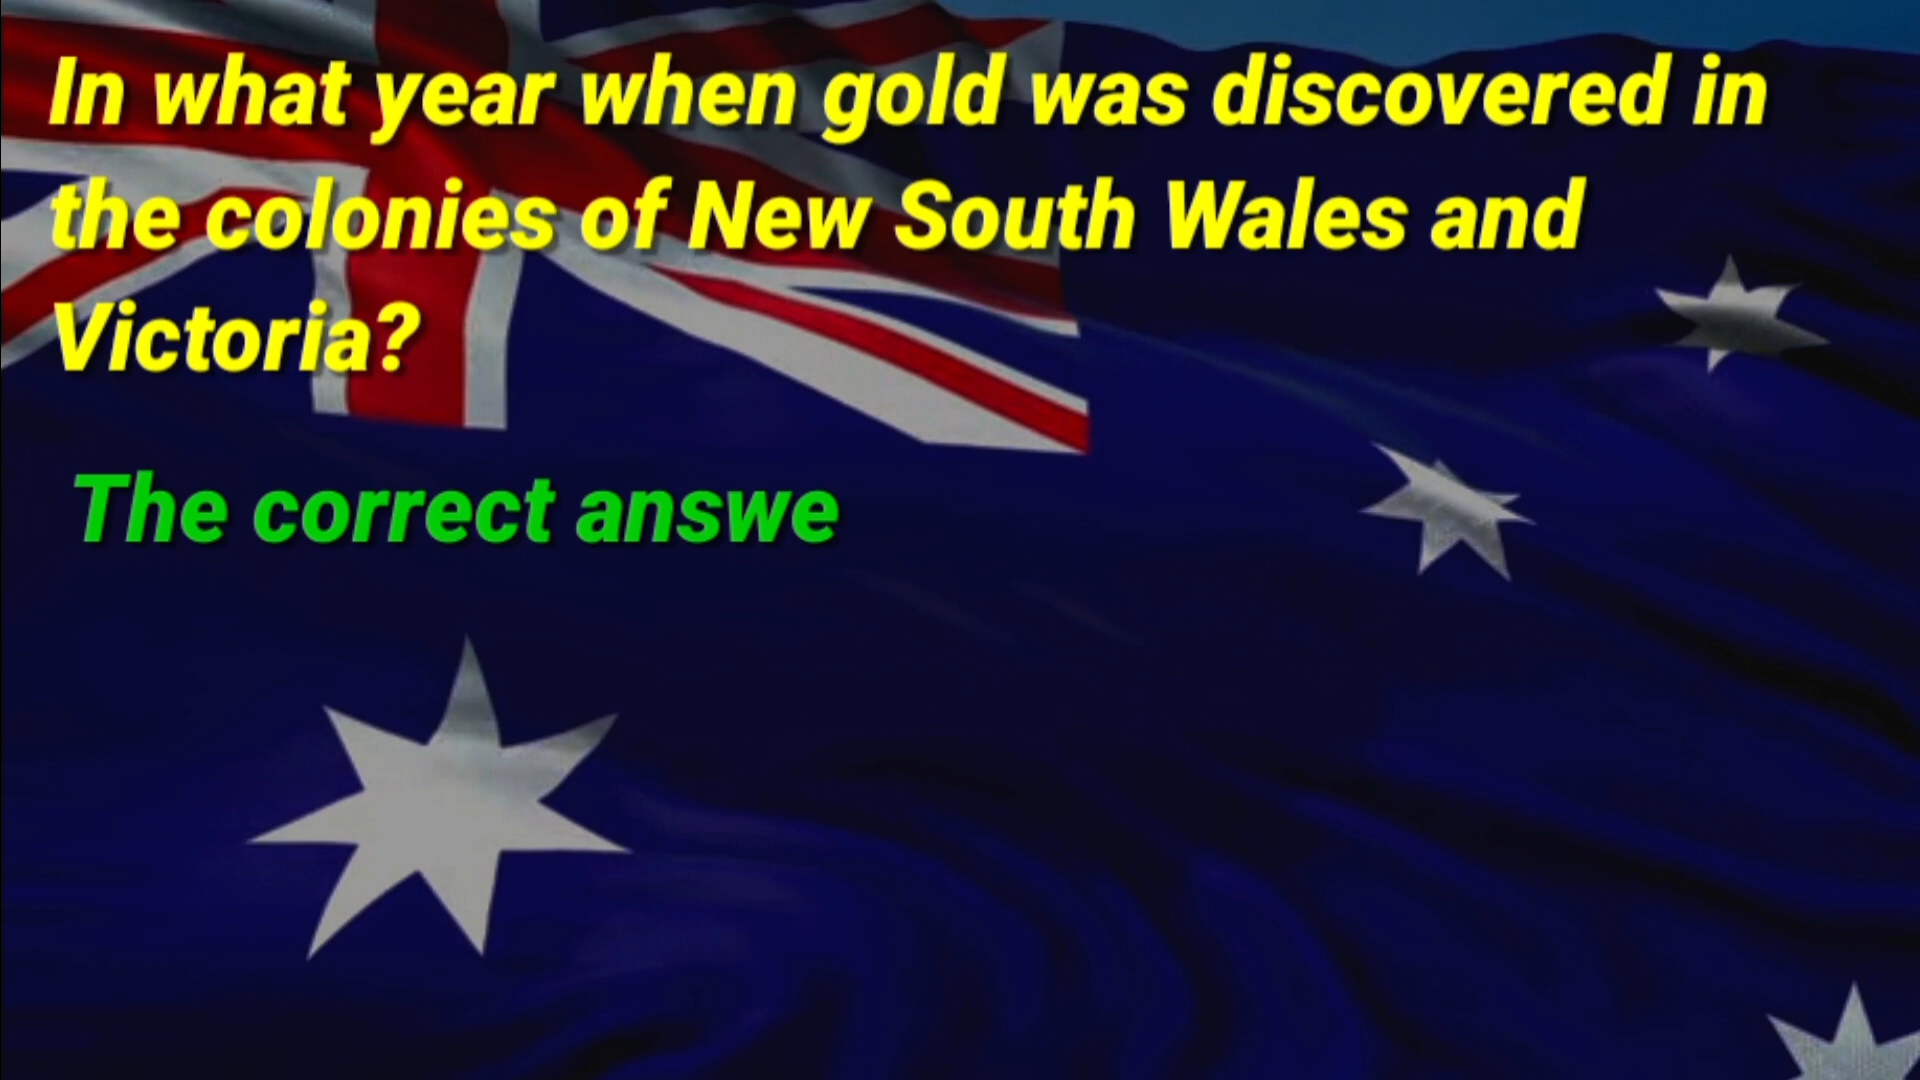 In what year when gold was discovered in
the colonies of New South Wales and
Victoria?
The correct answe